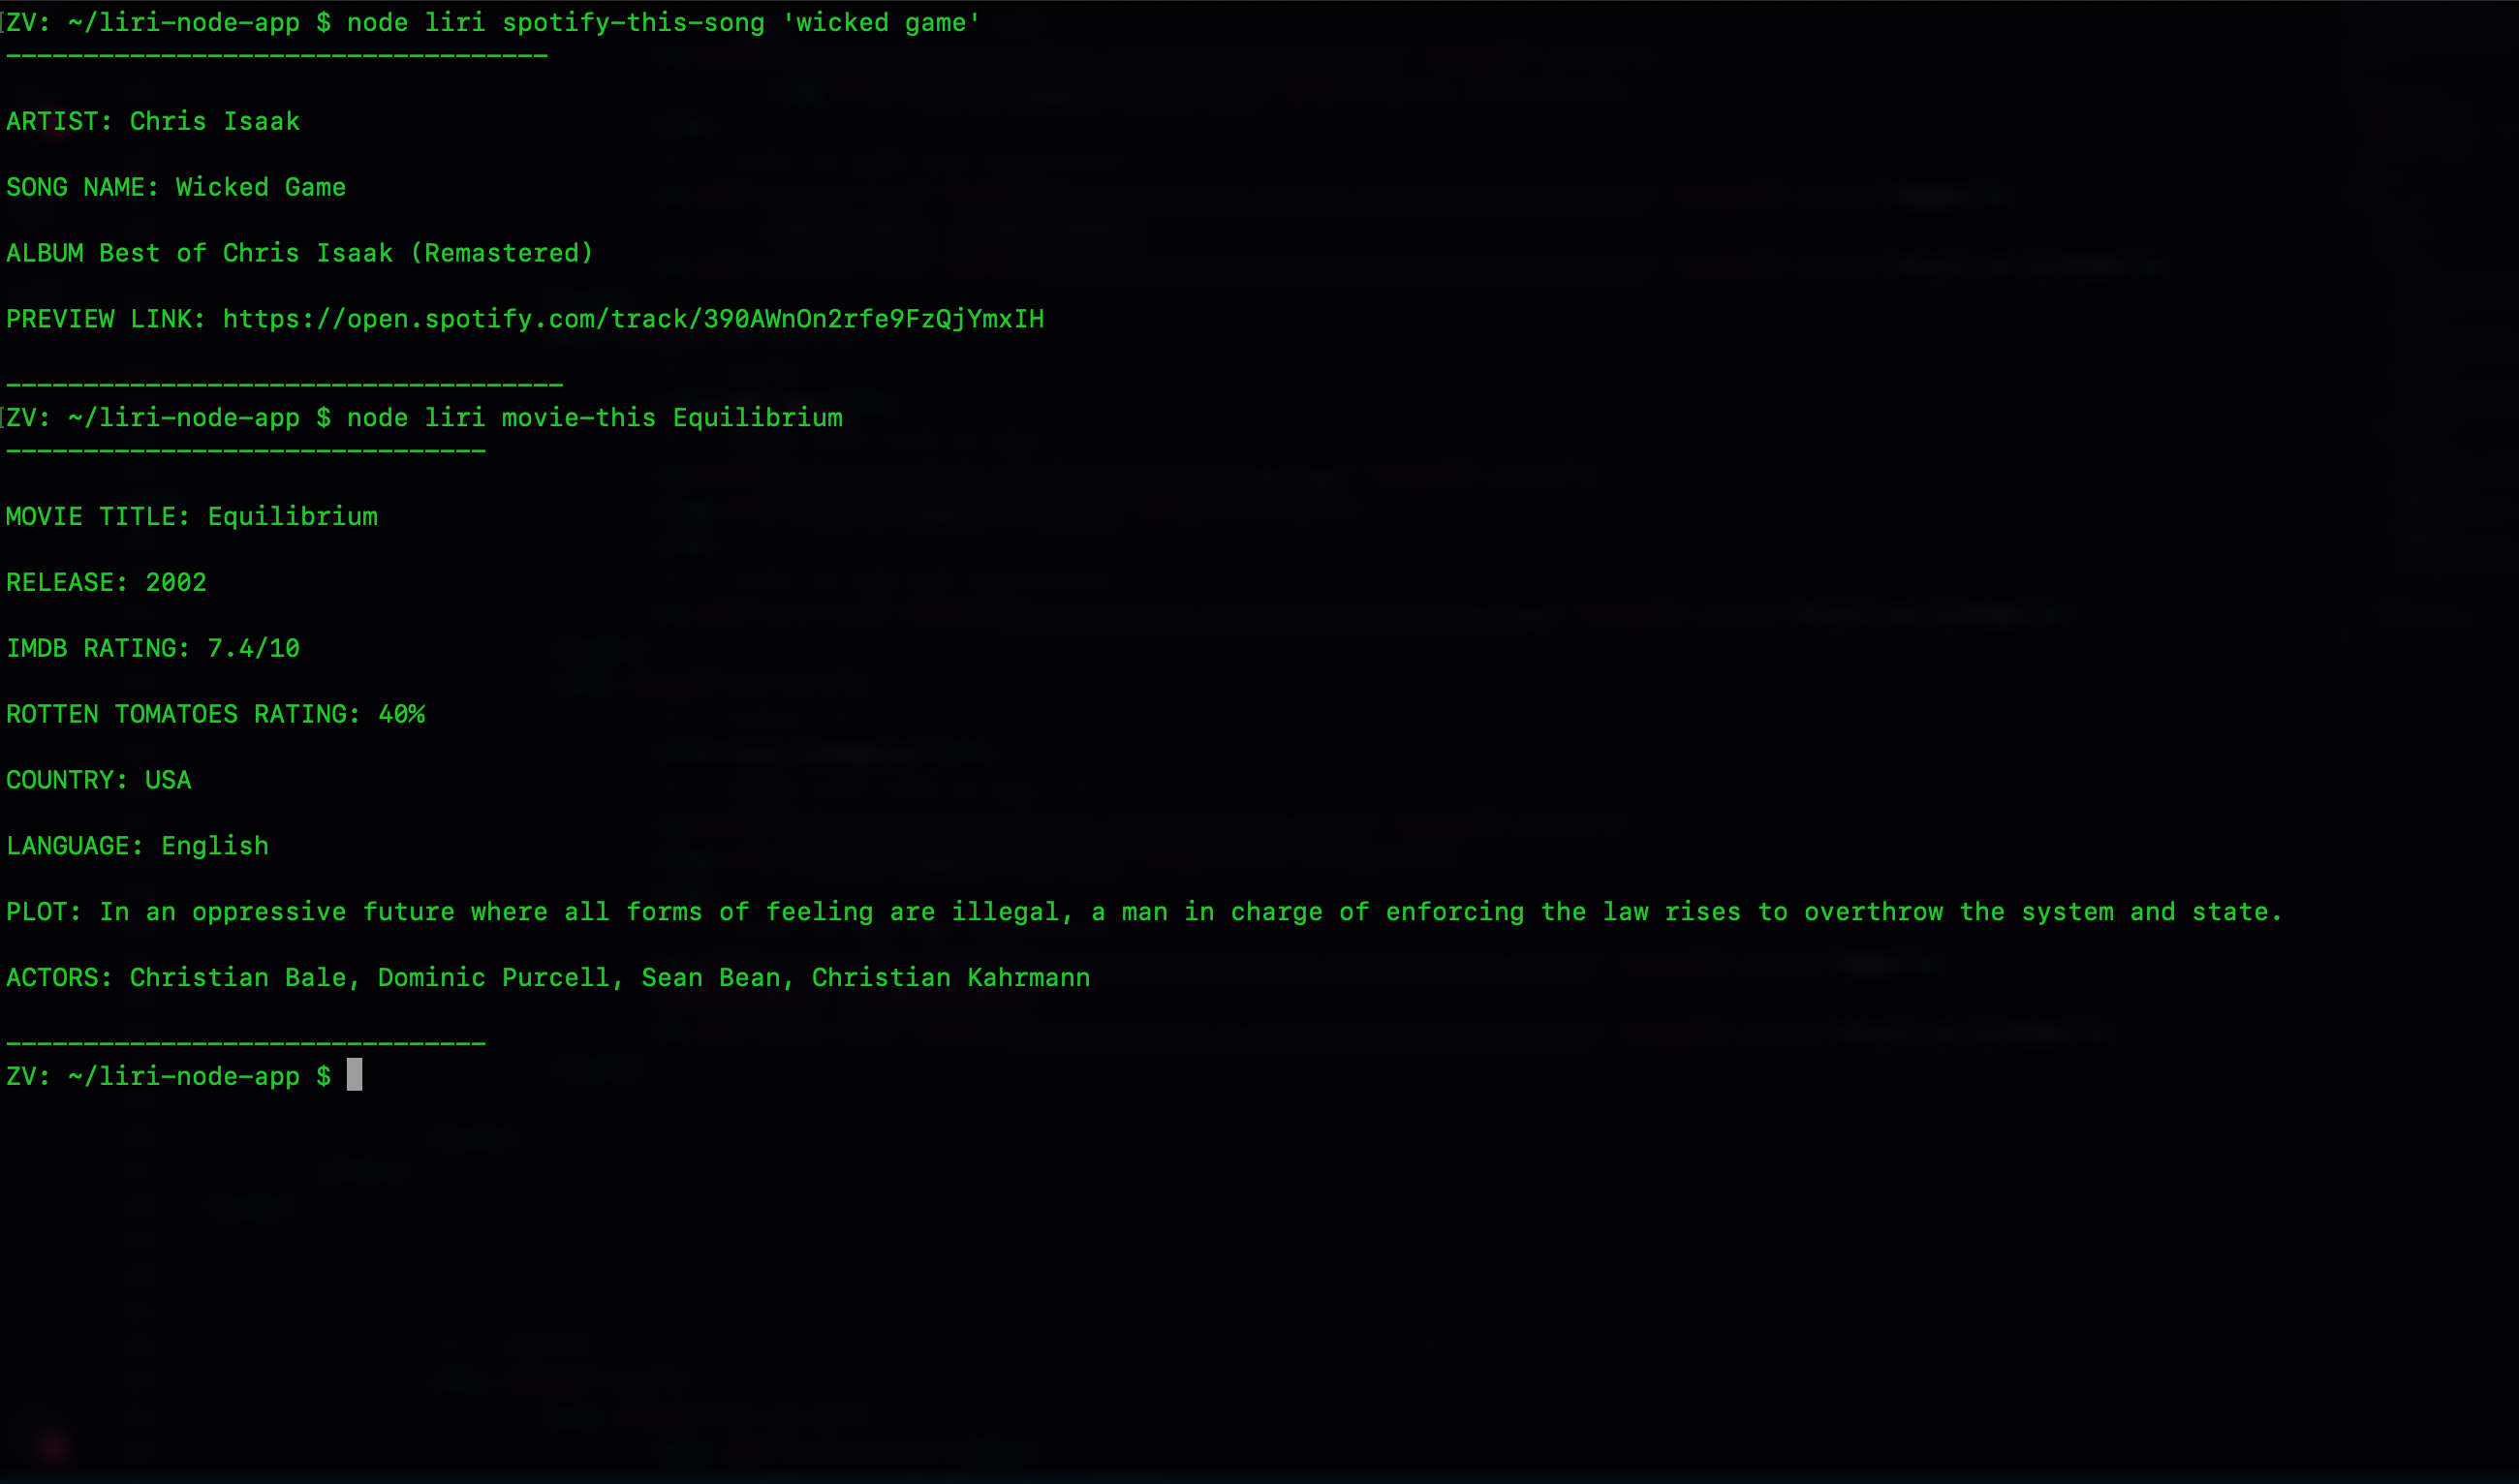 ZV: ~/liri-node-app $ node liri spotify-this-song 'wicked game'
-----------------------------------
ARTIST: Chris Isaak
SONG NAME: Wicked Game
ALBUM Best of Chris Isaak (Remastered)
PREVIEW LINK: https://open.spotify.com/track/390AWnOn2rfe9FzQjYmxIH
------------------------------------
ZV: ~/liri-node-app $ node liri movie-this Equilibrium
-------------------------------
MOVIE TITLE: Equilibrium
RELEASE: 2002
IMDB RATING: 7.4/10
ROTTEN TOMATOES RATING: 40%
COUNTRY: USA
LANGUAGE: English
PLOT: In an oppressive future where all forms of feeling are illegal, a man in charge of enforcing the law rises to overthrow the system and state.
ACTORS: Christian Bale, Dominic Purcell, Sean Bean, Christian Kahrmann
-------------------------------
ZV: ~/liri-node-app $